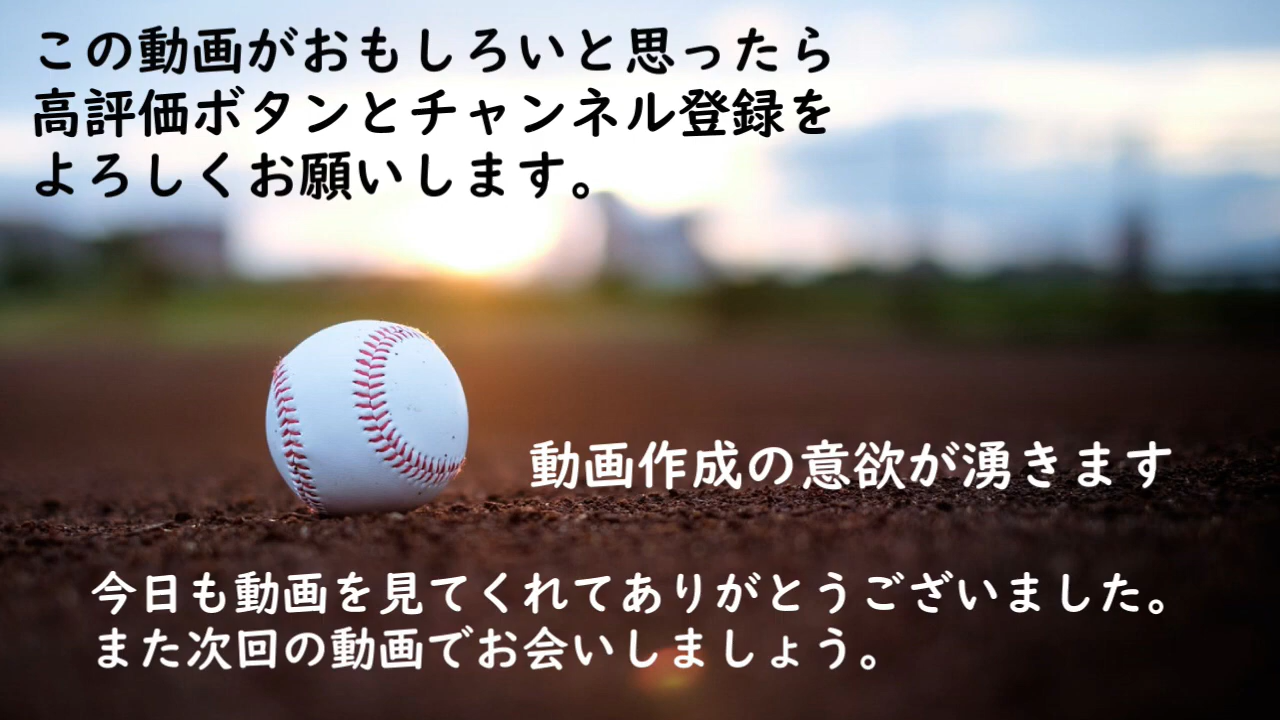 この動画がおもしろいと思ったら
高評価ボタンとチャンネル登録を
よろしくお願いします。
動画作成の意欲が湧きます
今日も動画を見てくれてありがとうございました。
また次回の動画でお会いしましょう。